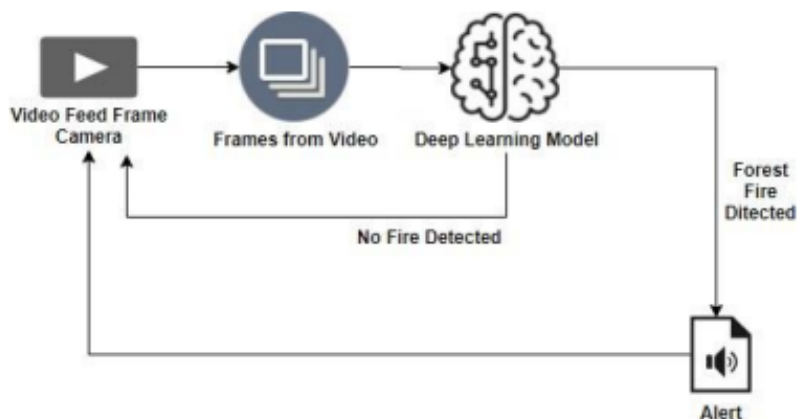 Video Feed Frame
Camera
Frames from Video
Deep Learning Model
No Fire Detected
Forest
Fire
Ditected
Alert